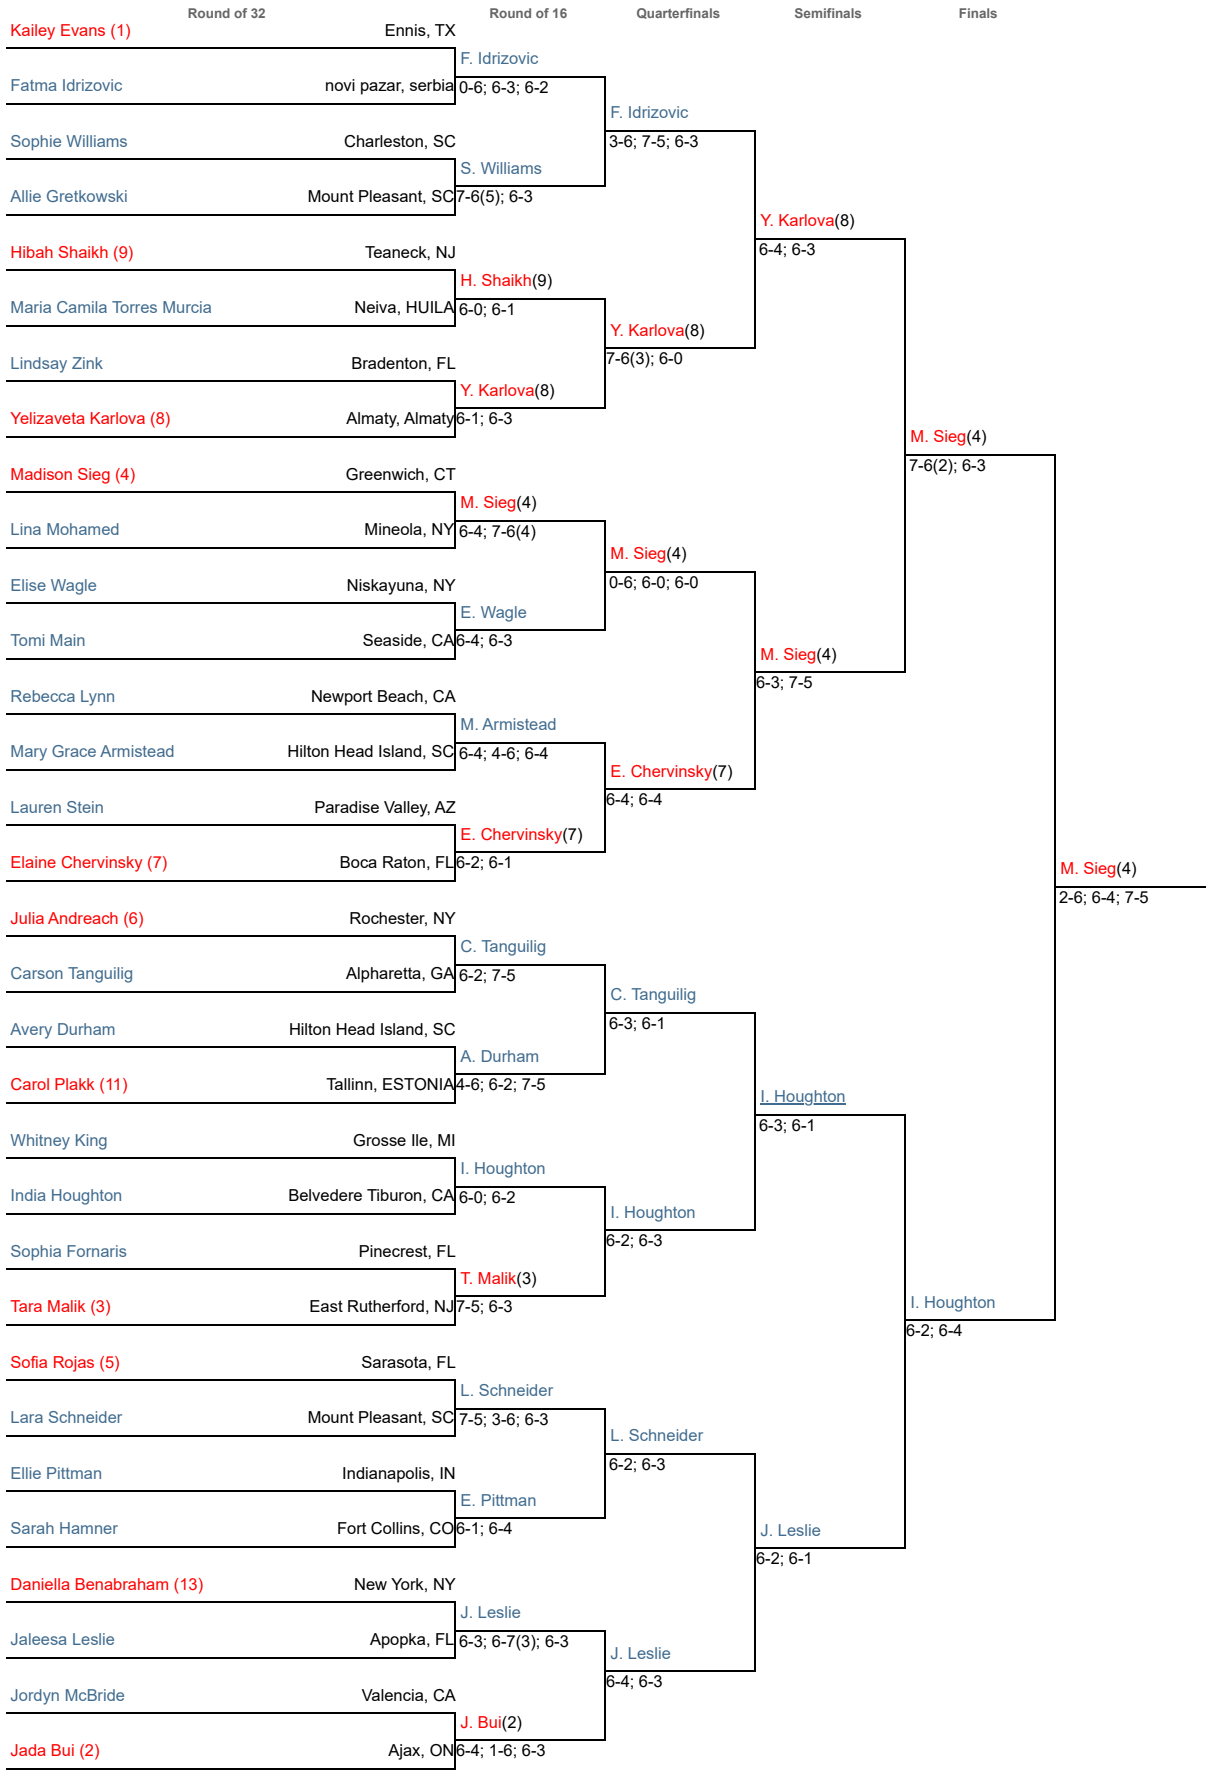 Round of 32 Round of 16 Quarterfinals Semifinals Finals
Kailey Evans (1) Ennis, TX
F. Idrizovic
Fatma Idrizovic novi pazar, serbia 0-6; 6-3; 6-2
F. Idrizovic
Sophie Williams Charleston, SC 3-6; 7-5; 6-3
S. Williams
Allie Gretkowski Mount Pleasant, SC 7-6(5); 6-3
Y. Karlova(8)
Hibah Shaikh (9) Teaneck, NJ 6-4; 6-3
H. Shaikh(9)
Maria Camila Torres Murcia Neiva, HUILA 6-0; 6-1
Y. Karlova(8)
Lindsay Zink Bradenton, FL 7-6(3); 6-0
Y. Karlova(8)
Yelizaveta Karlova (8) Almaty, Almaty 6-1; 6-3
M. Sieg(4)
Madison Sieg (4) Greenwich, CT 7-6(2); 6-3
M. Sieg(4)
Lina Mohamed Mineola, NY 6-4; 7-6(4)
M. Sieg(4)
Elise Wagle Niskayuna, NY 0-6; 6-0; 6-0
E. Wagle
Tomi Main Seaside, CA 6-4; 6-3
M. Sieg(4)
Rebecca Lynn Newport Beach, CA 6-3; 7-5
M. Armistead
Mary Grace Armistead Hilton Head Island, SC 6-4; 4-6; 6-4
E. Chervinsky(7)
Lauren Stein Paradise Valley, AZ 6-4; 6-4
E. Chervinsky(7)
Elaine Chervinsky (7) Boca Raton, FL 6-2; 6-1
M. Sieg(4)
2-6; 6-4; 7-5
Julia Andreach (6) Rochester, NY
C. Tanguilig
Carson Tanguilig Alpharetta, GA 6-2; 7-5
C. Tanguilig
Avery Durham Hilton Head Island, SC 6-3; 6-1
A. Durham
Carol Plakk (11) Tallinn, ESTONIA 4-6; 6-2; 7-5
I. Houghton
6-3; 6-1
Whitney King Grosse Ile, MI
I. Houghton
India Houghton Belvedere Tiburon, CA 6-0; 6-2
I. Houghton
Sophia Fornaris Pinecrest, FL 6-2; 6-3
T. Malik(3)
Tara Malik (3) East Rutherford, NJ 7-5; 6-3
I. Houghton
6-2; 6-4
Sofia Rojas (5) Sarasota, FL
L. Schneider
Lara Schneider Mount Pleasant, SC 7-5; 3-6; 6-3
L. Schneider
Ellie Pittman Indianapolis, IN 6-2; 6-3
E. Pittman
Sarah Hamner Fort Collins, CO 6-1; 6-4
J. Leslie
6-2; 6-1
Daniella Benabraham (13) New York, NY
J. Leslie
Jaleesa Leslie Apopka, FL 6-3; 6-7(3); 6-3
J. Leslie
Jordyn McBride Valencia, CA 6-4; 6-3
J. Bui(2)
Jada Bui (2) Ajax, ON 6-4; 1-6; 6-3